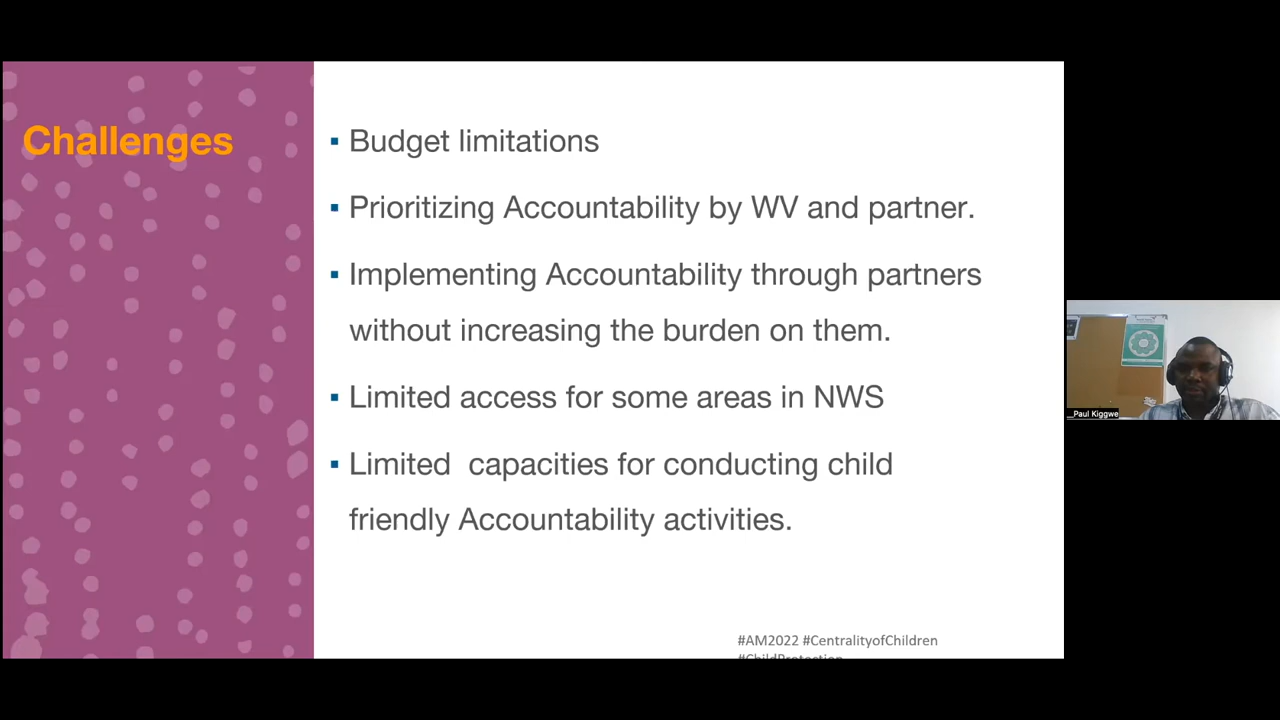 Challenges
▪ Budget limitations
▪ Prioritizing Accountability by WV and partner.
▪ Implementing Accountability through partners
without increasing the burden on them.
▪ Limited access for some areas in NWS
▪ Limited  capacities for conducting child
friendly Accountability activities.
#AM2022 #CentralityofChildren
#ChildProtection
_Paul Kiggwe